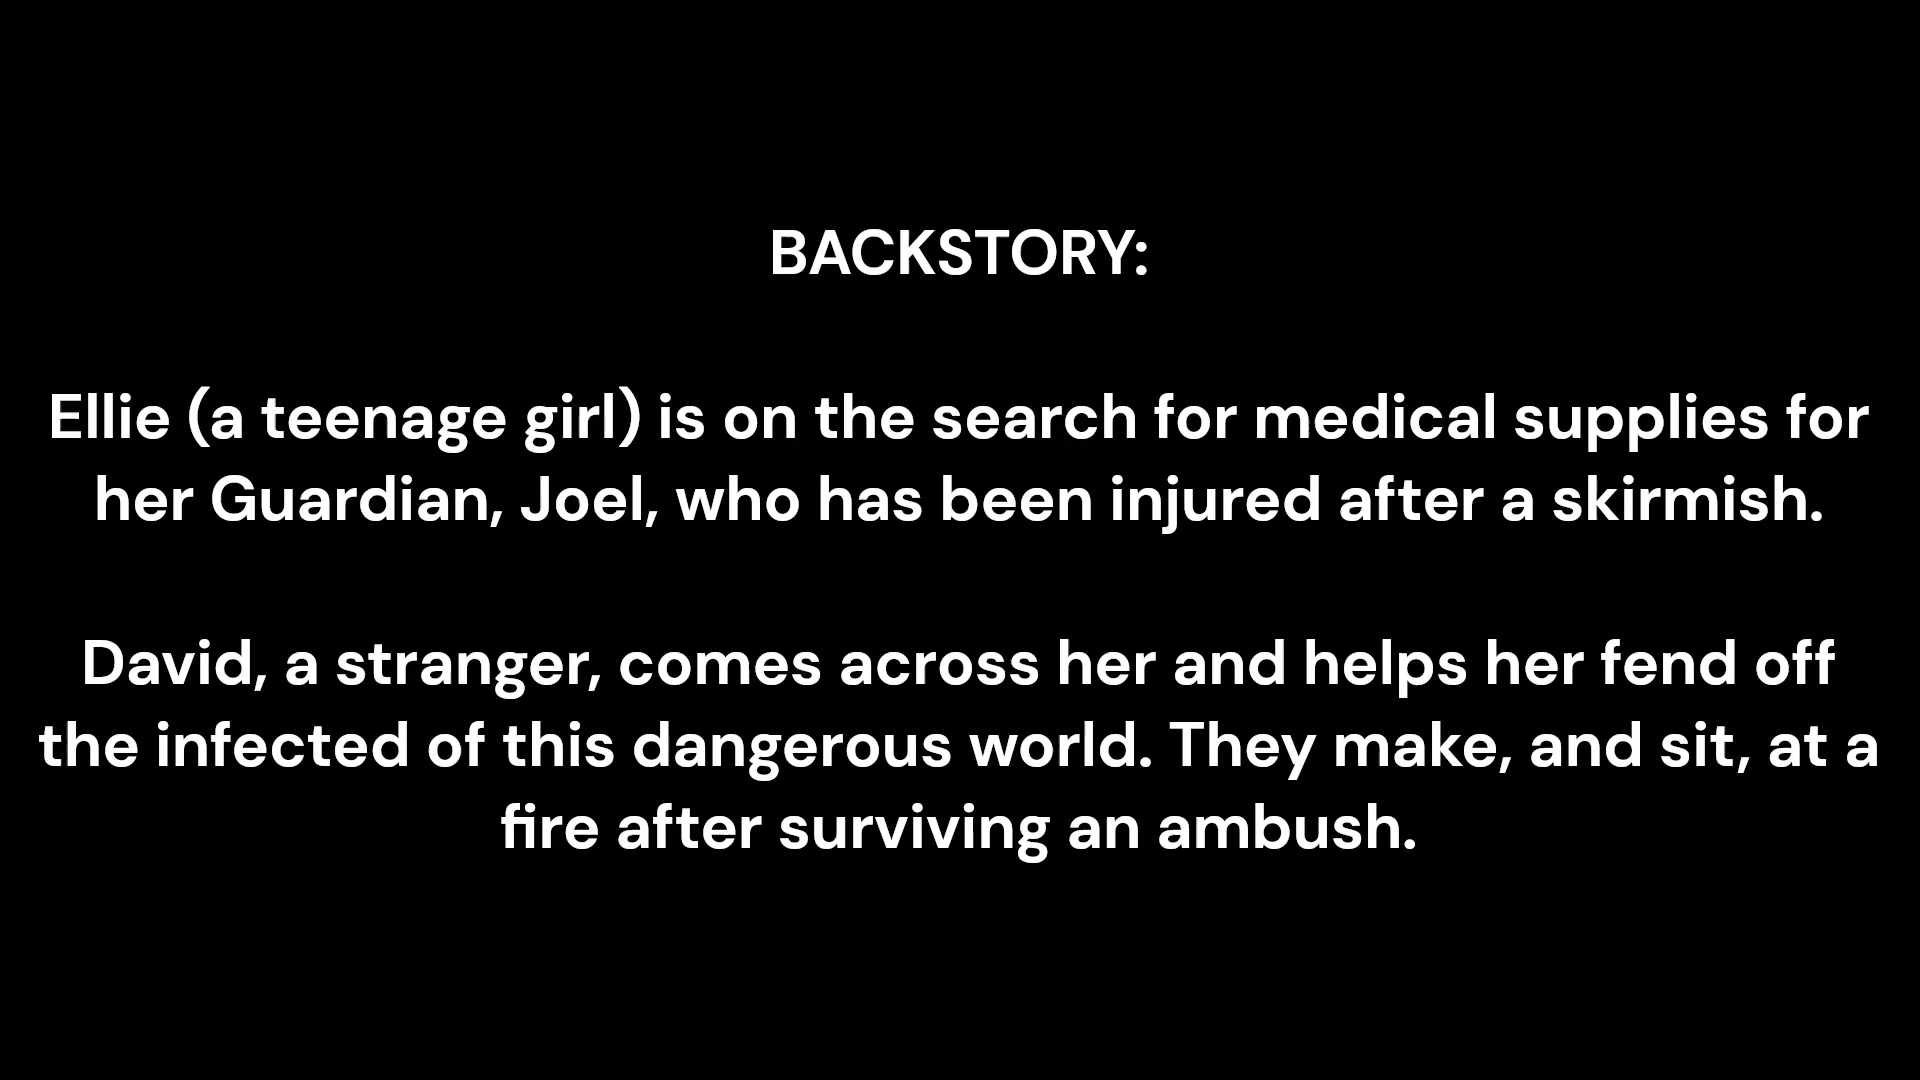 BACKSTORY:
Ellie (a teenage girl) is on the search for medical supplies for
her Guardian, Joel, who has been injured after a skirmish.
David, a stranger, comes across her and helps her fend off
the infected of this dangerous world. They make, and sit, at a
fire after surviving an ambush.